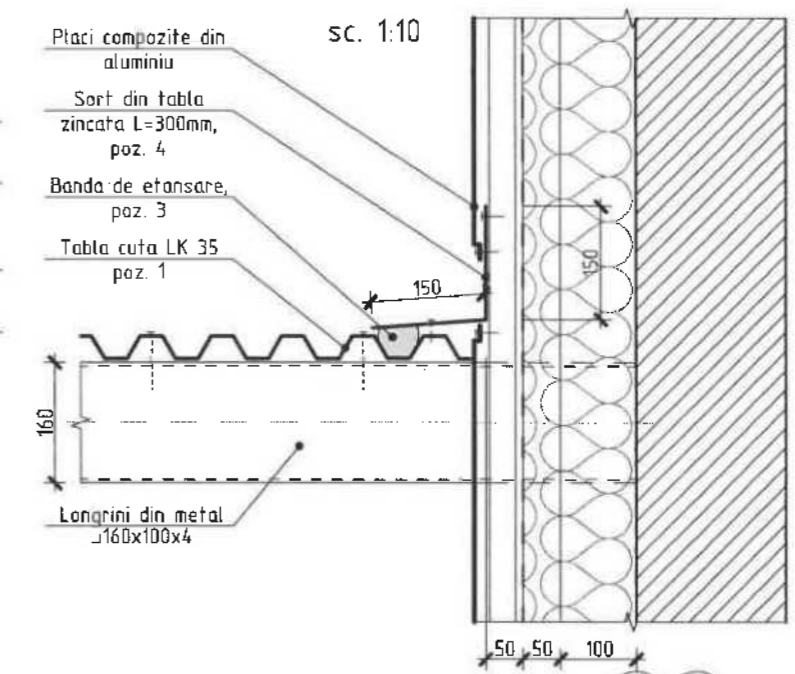 sc. 1:10
Placi compozite din
aluminiu
Sort din tabla
zincata L=300mm,
poz. 4
Banda de etansare,
poz. 3
Tabla cuta LK 35
poz. 1
150
150
160
Longrini din metal
□160x100x4
50 50 100